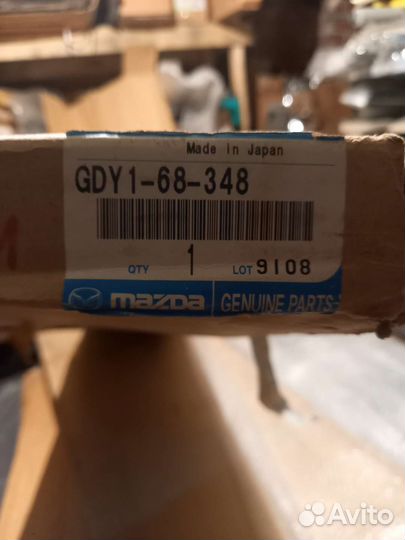 Made in Japan
GDY1-68-348
QTY 1 LOT 9108
mazda GENUINE PARTS
Avito